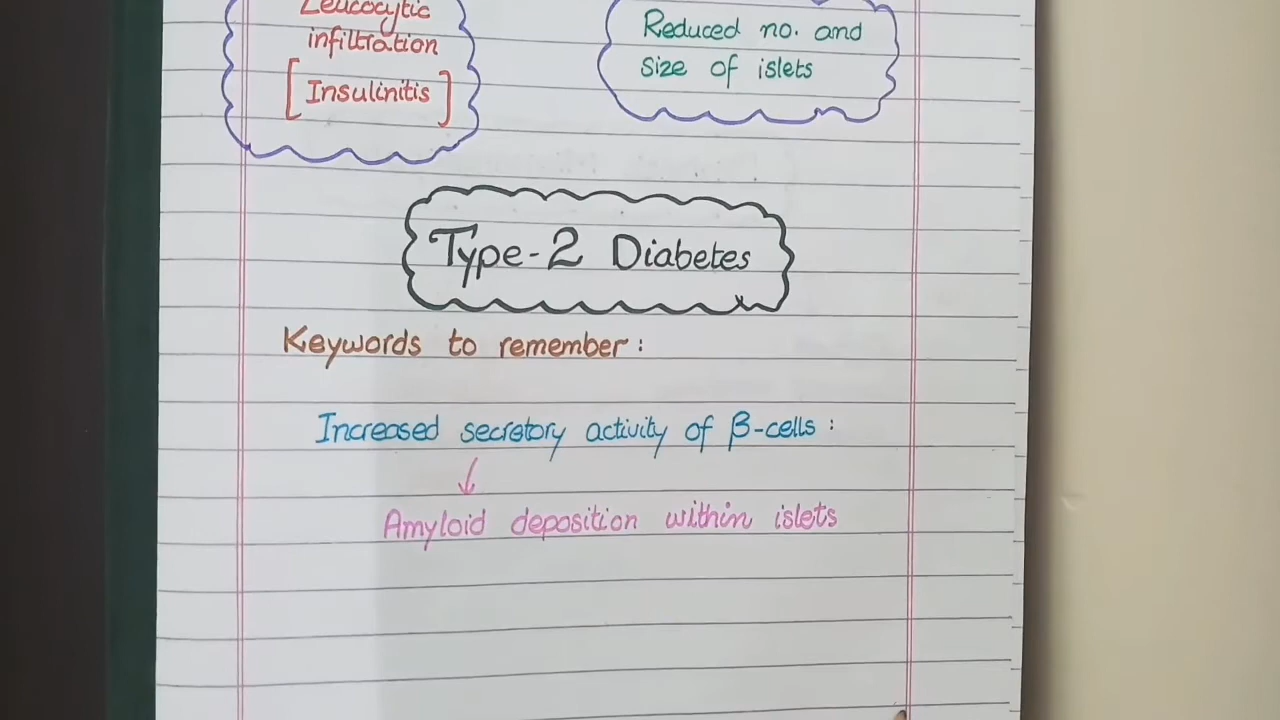 Leucocytic
infiltration
[Insulinitis]
Reduced no. and
size of islets
Type-2 Diabetes
Keywords to remember:
Increased secretory activity of β-cells:
↓
Amyloid deposition within islets